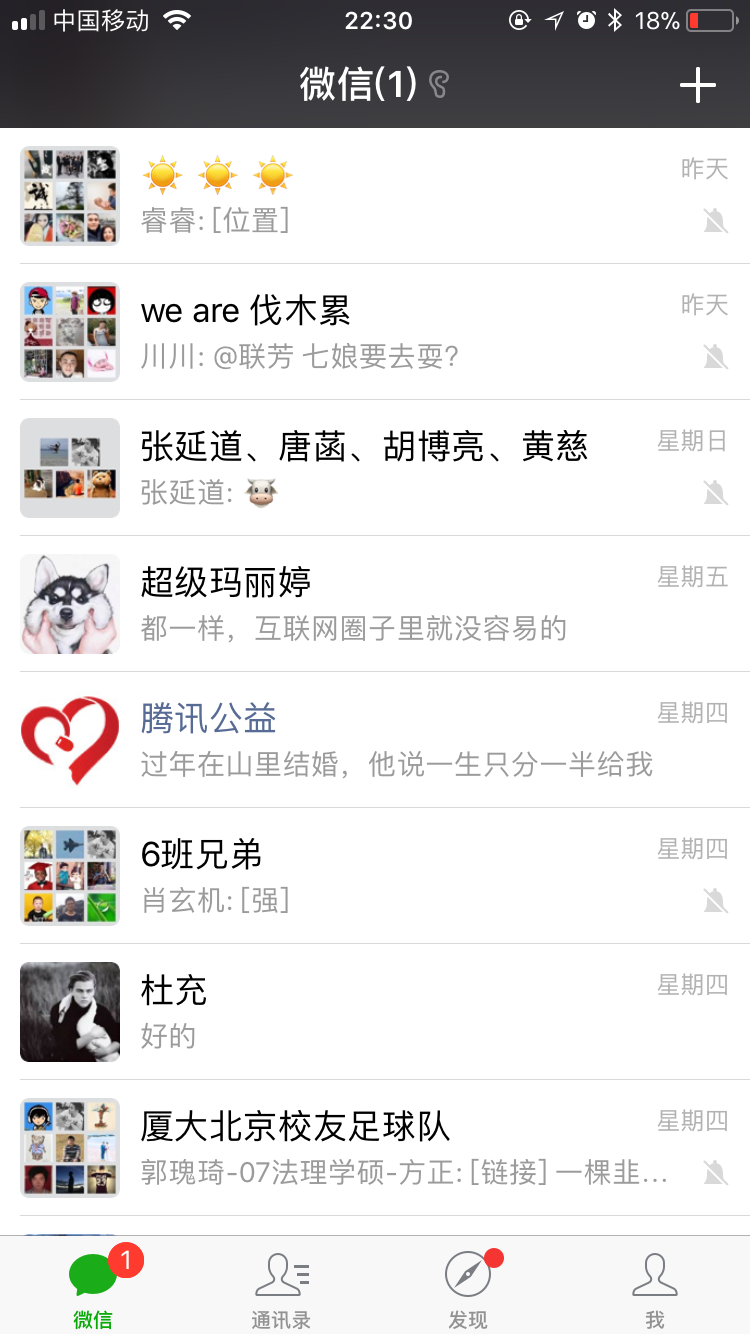 中国移动 22:30 18%
微信(1)
昨天
睿睿: [位置]
we are 伐木累 昨天
川川: @联芳 七娘要去耍?
张延道、唐菡、胡博亮、黄慈 星期日
张延道:
超级玛丽婷 星期五
都一样，互联网圈子里就没容易的
腾讯公益 星期四
过年在山里结婚，他说一生只分一半给我
6班兄弟 星期四
肖玄机: [强]
杜充 星期四
好的
厦大北京校友足球队 星期四
郭瑰琦-07法理学硕-方正: [链接] 一棵韭...
1
微信 通讯录 发现 我